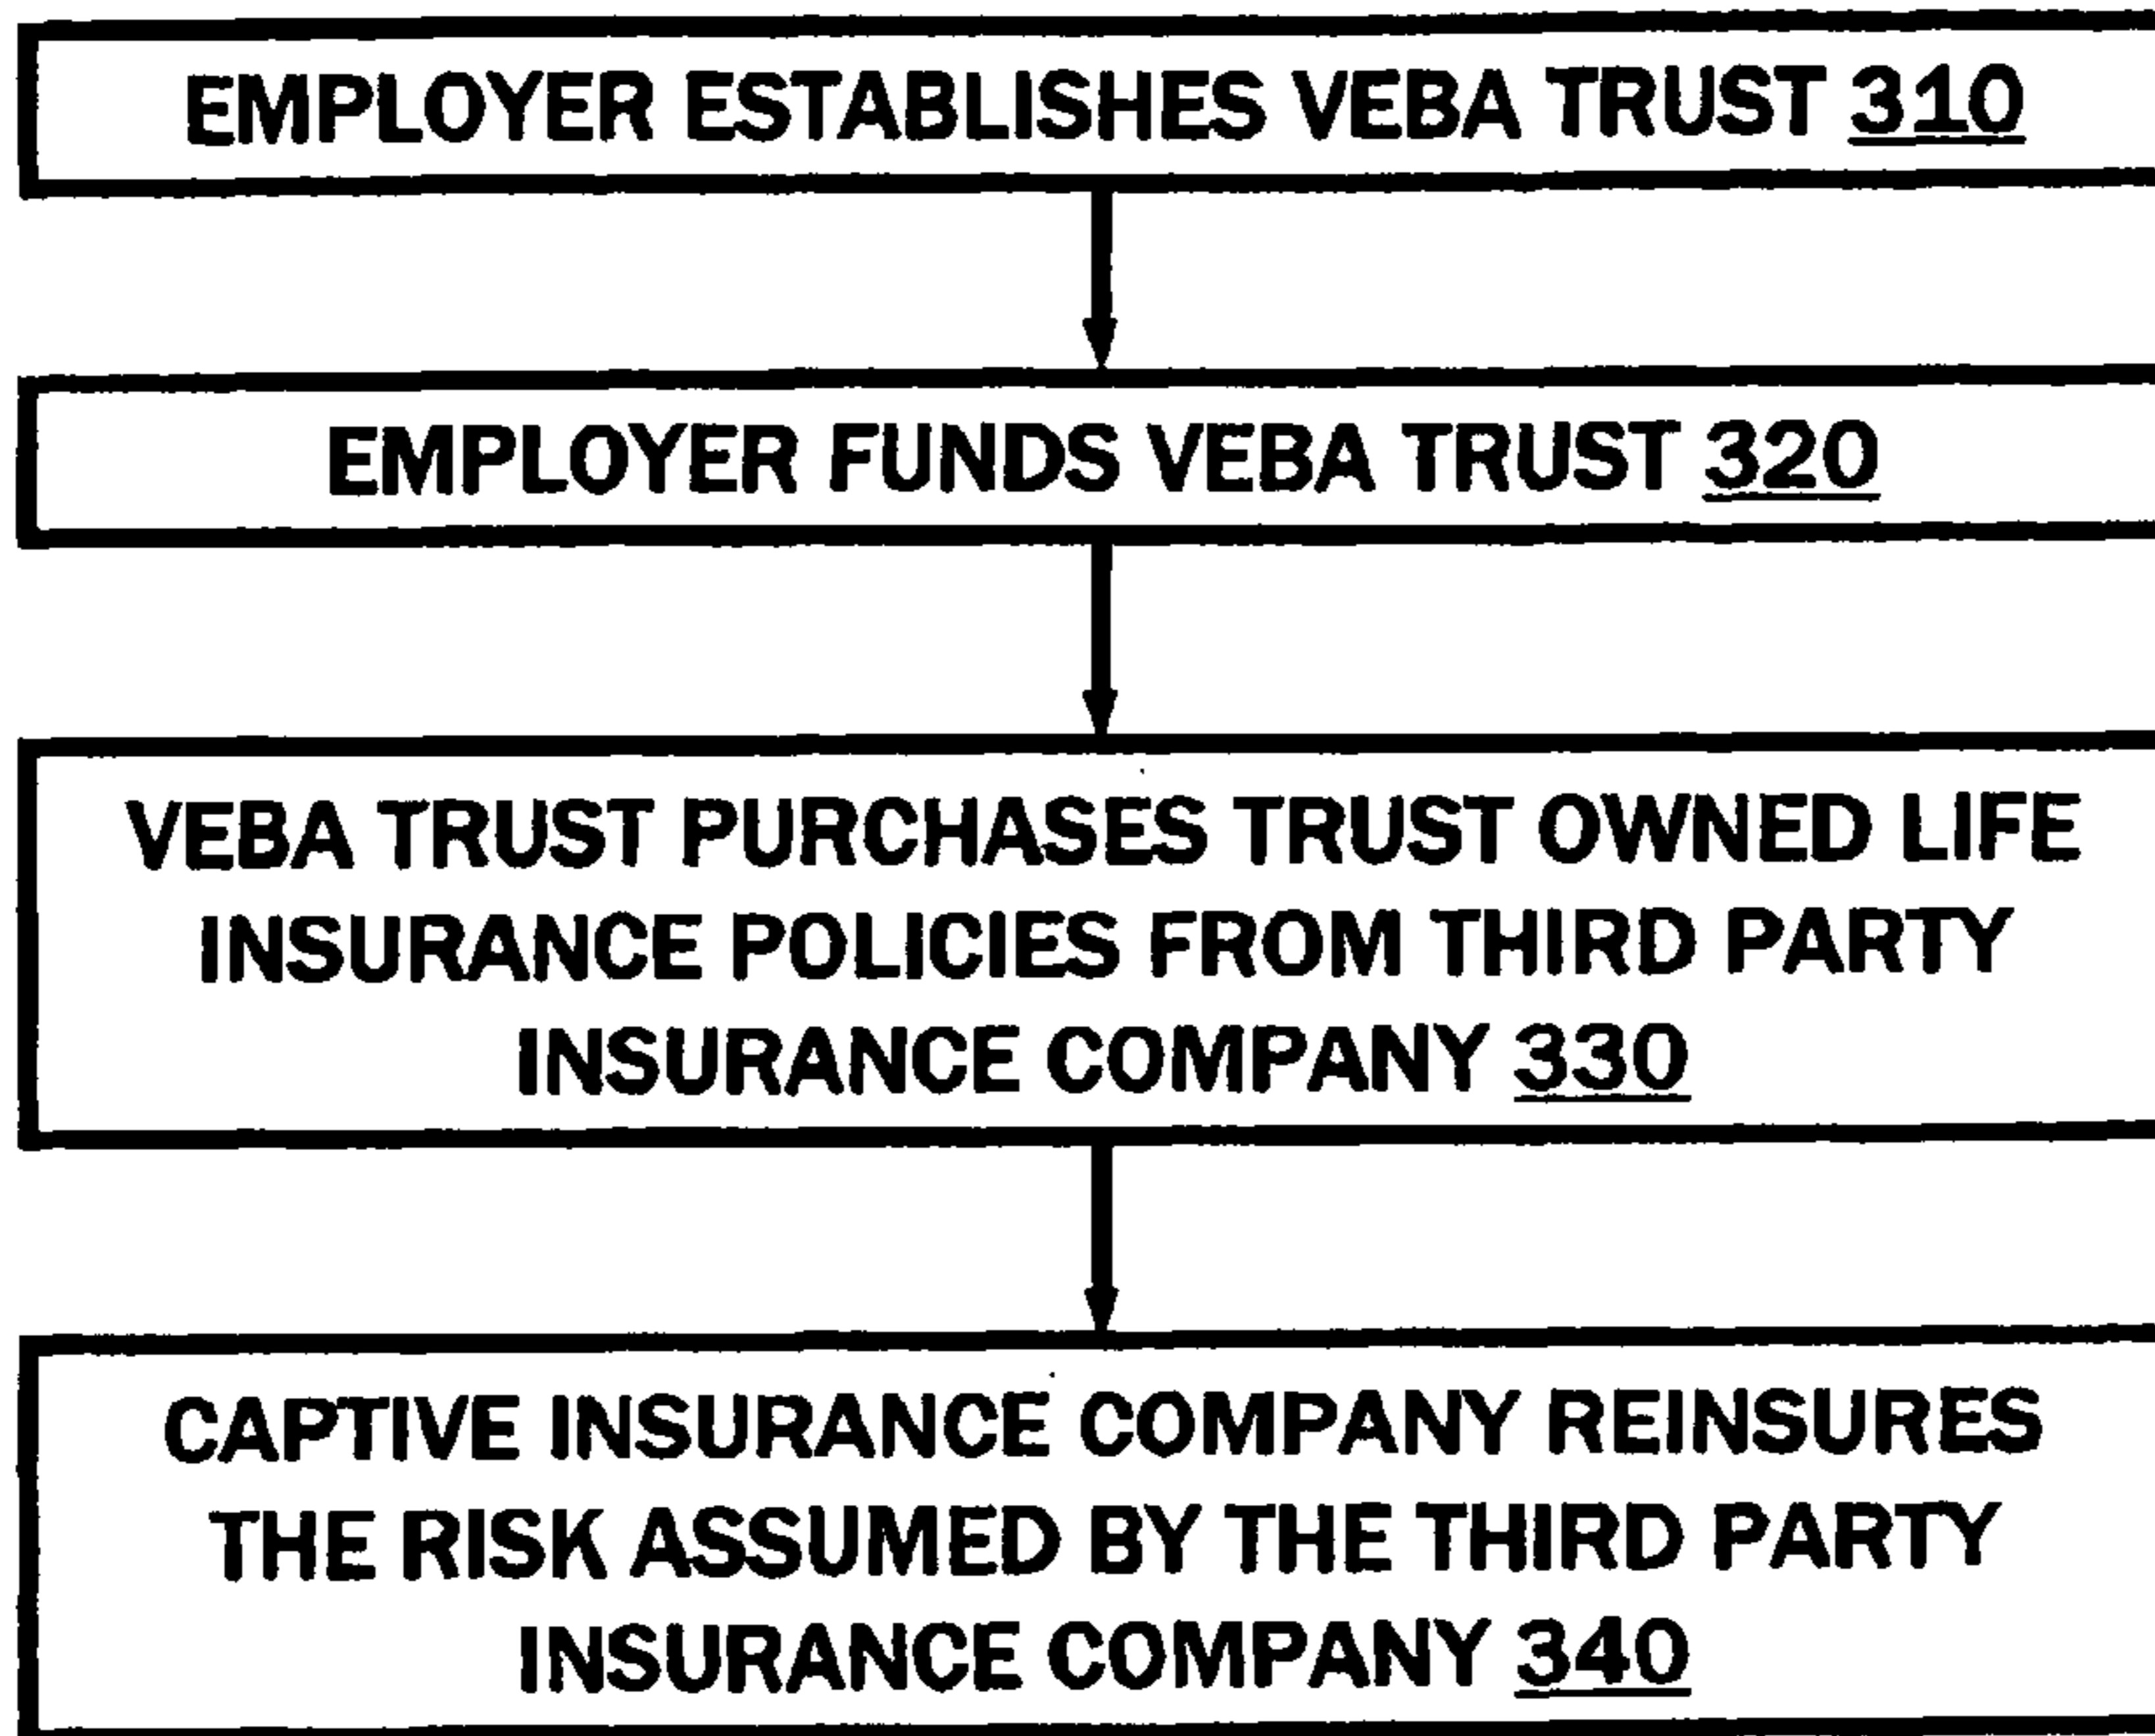 EMPLOYER ESTABLISHES VEBA TRUST 310
EMPLOYER FUNDS VEBA TRUST 320
VEBA TRUST PURCHASES TRUST OWNED LIFE
INSURANCE POLICIES FROM THIRD PARTY
INSURANCE COMPANY 330
CAPTIVE INSURANCE COMPANY REINSURES
THE RISK ASSUMED BY THE THIRD PARTY
INSURANCE COMPANY 340